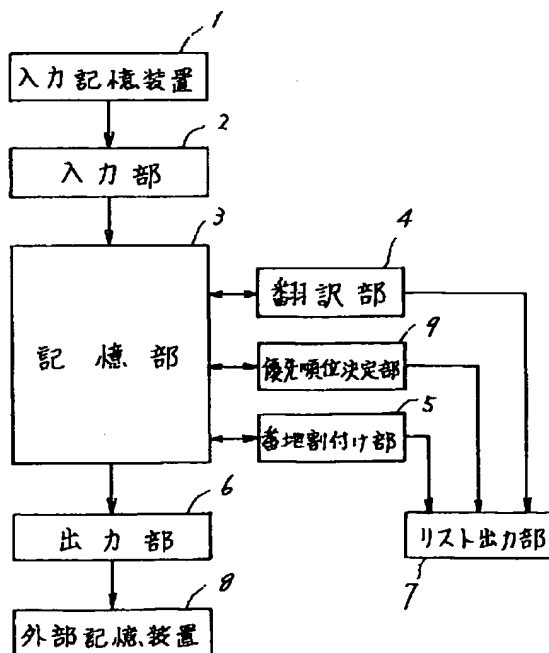 1
入力記憶装置
2
入力部
3
記憶部
4
翻訳部
9
優先順位決定部
5
番地割付け部
6
出力部
リスト出力部
7
8
外部記憶装置